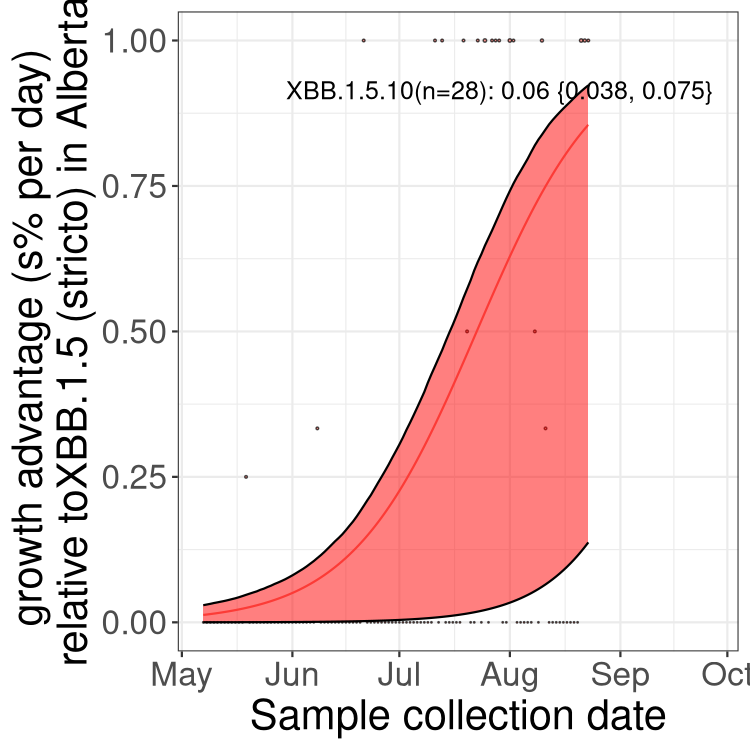 growth advantage (s% per day)
relative toXBB.1.5 (stricto) in Alberta
1.00
0.75
0.50
0.25
0.00
XBB.1.5.10(n=28): 0.06 {0.038, 0.075}
May Jun Jul Aug Sep Oct
Sample collection date